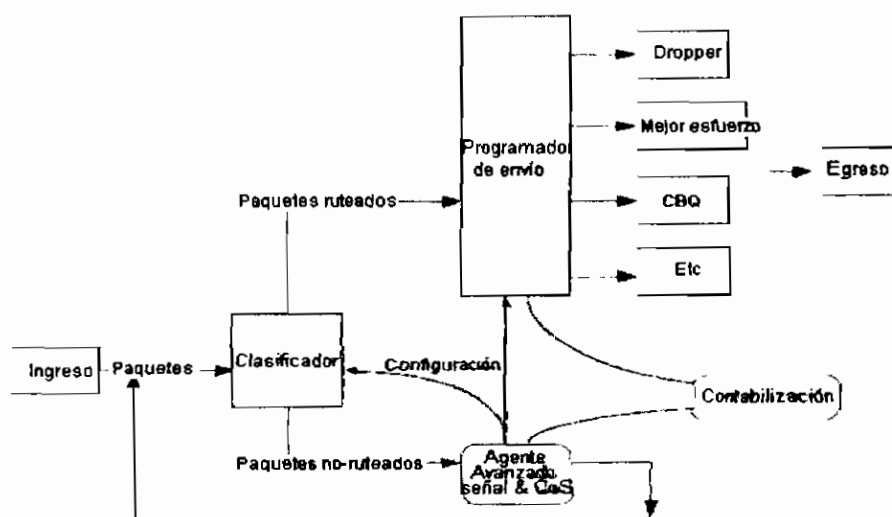 Dropper
Mejor esfuerzo
Programador
de envío
Egreso
Paquetes ruteados
CBQ
Etc
Ingreso
Paquetes
Clasificador
Configuración
Contabilización
Paquetes no-ruteados
Agente
Avanzado
señal & CoS